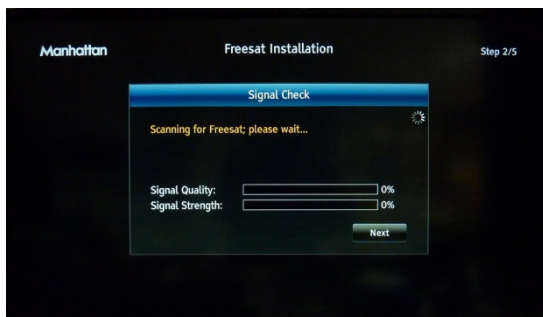 Manhattan
Freesat Installation
Step 2/5
Signal Check
Scanning for Freesat; please wait...
Signal Quality: 0%
Signal Strength: 0%
Next